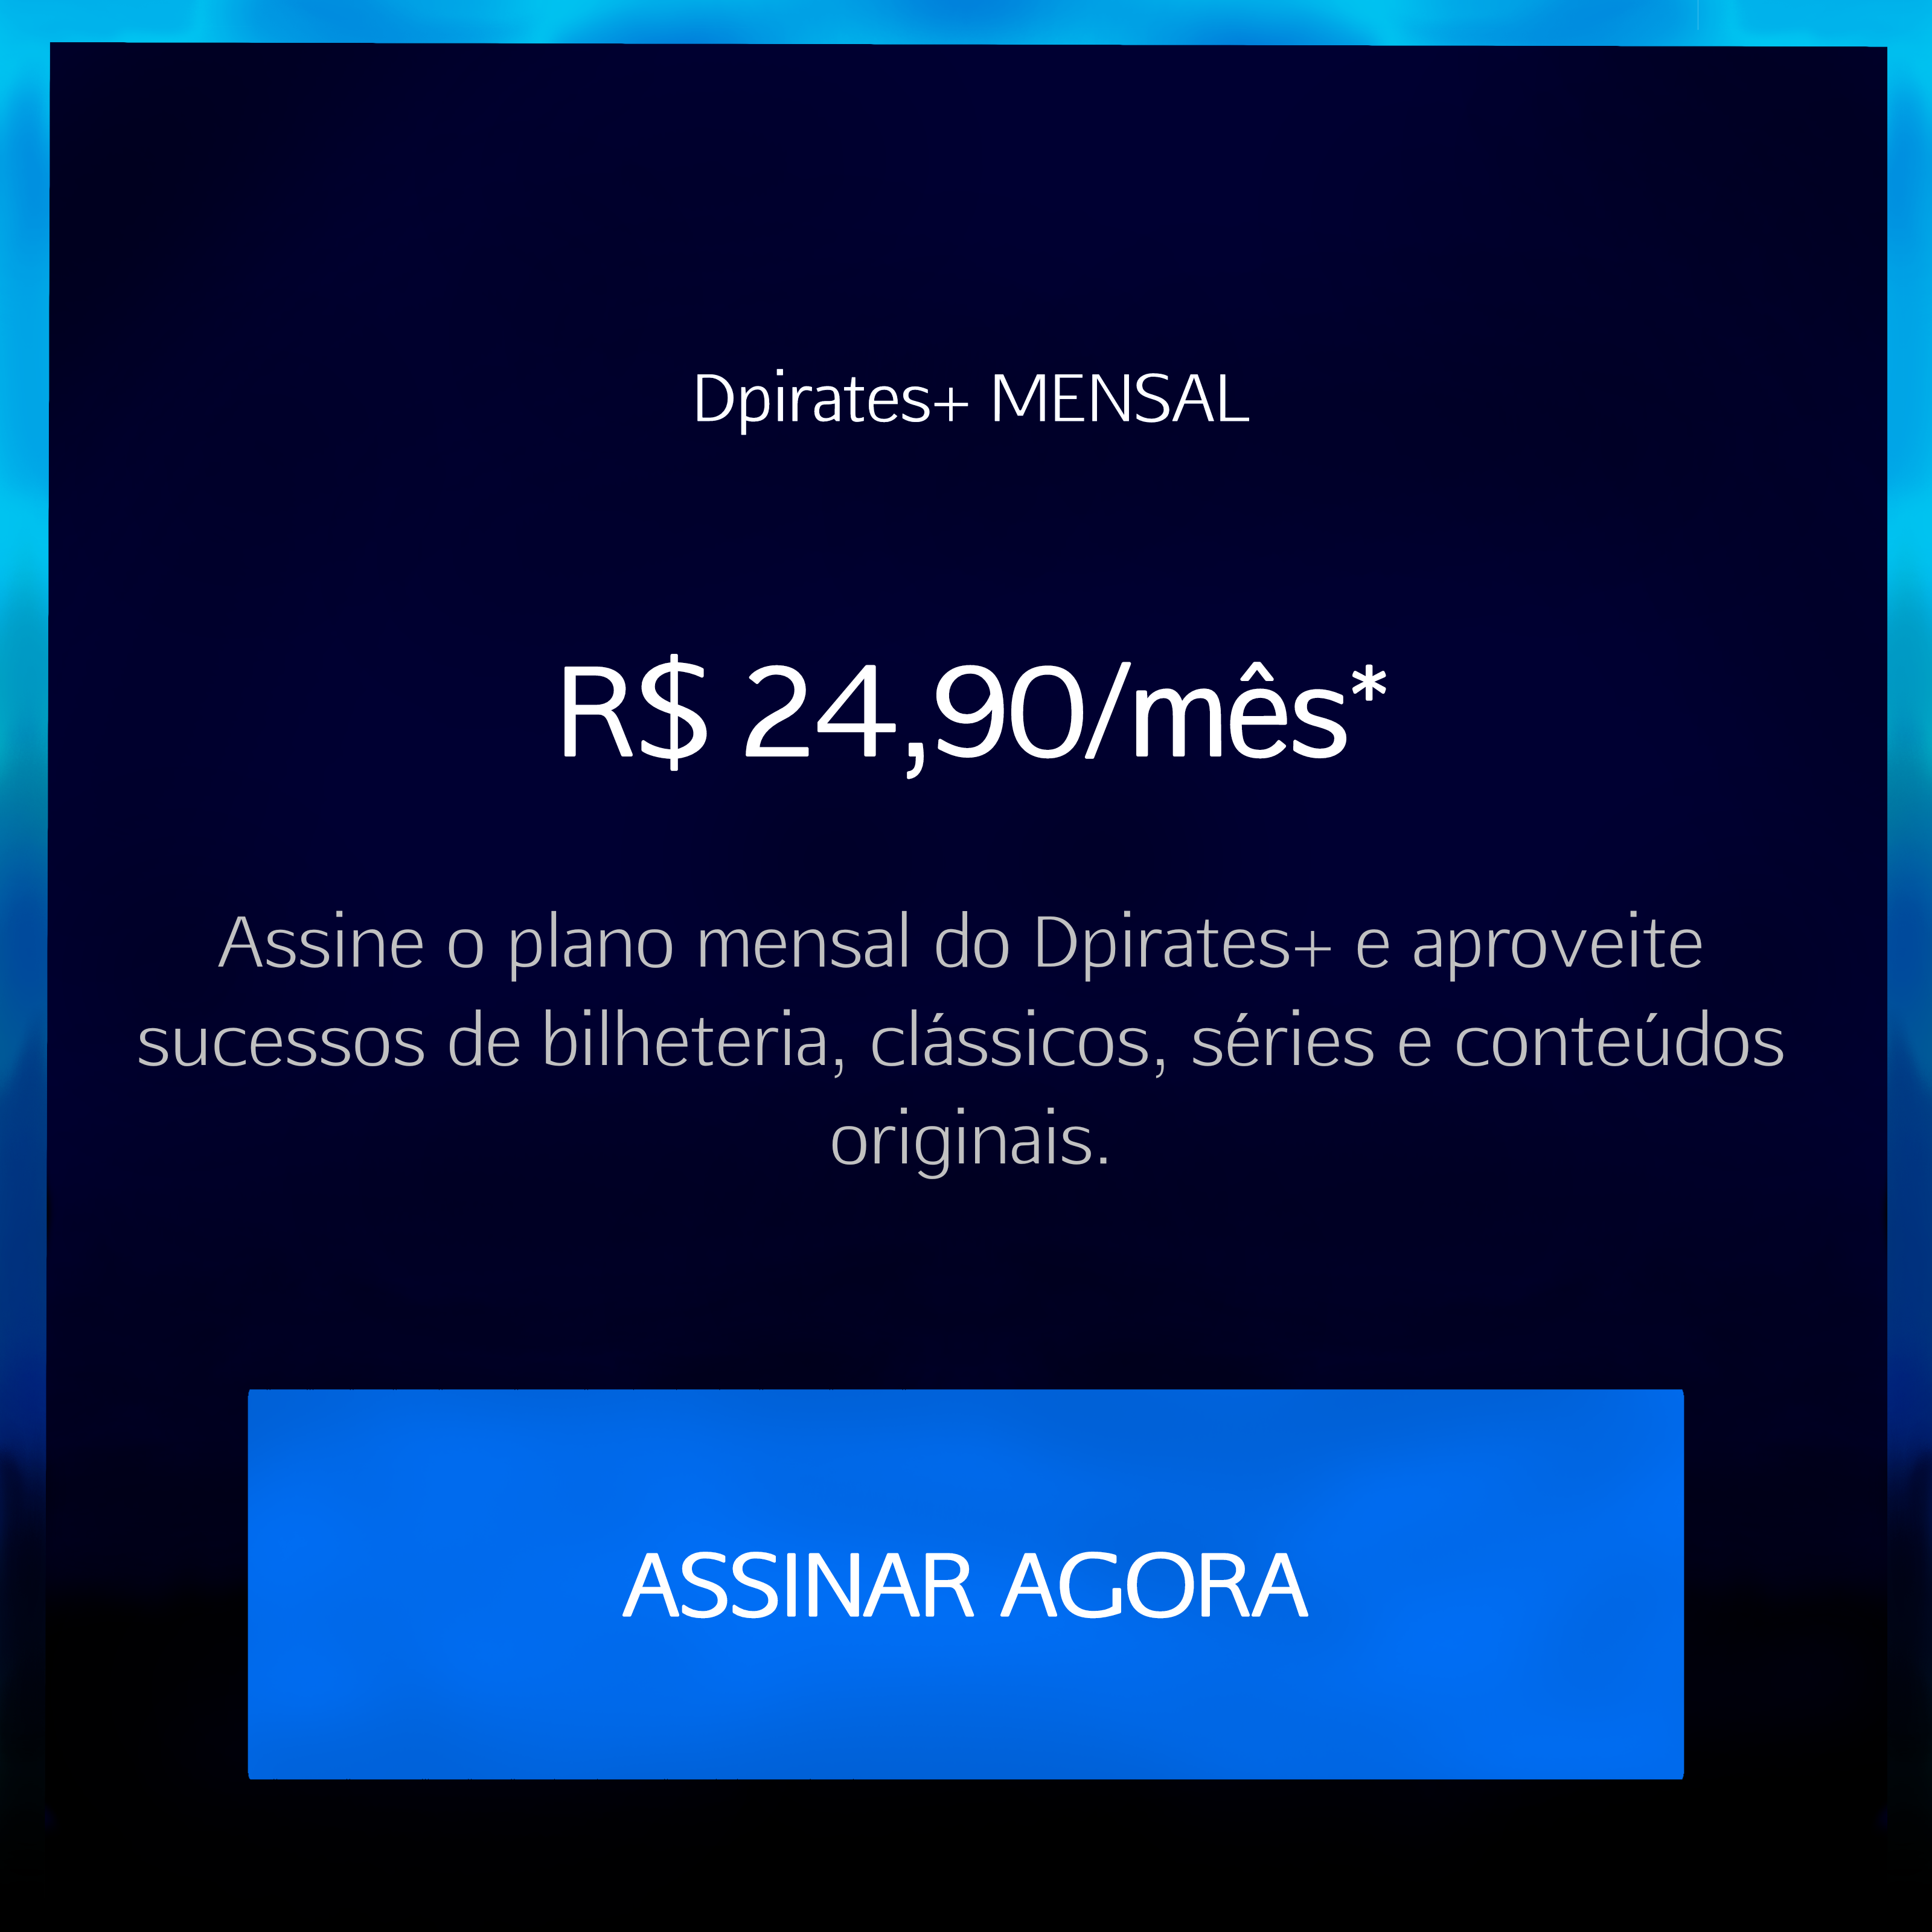 Dpirates+ MENSAL
R$ 24,90/mês*
Assine o plano mensal do Dpirates+ e aproveite
sucessos de bilheteria, clássicos, séries e conteúdos
originais.
ASSINAR AGORA